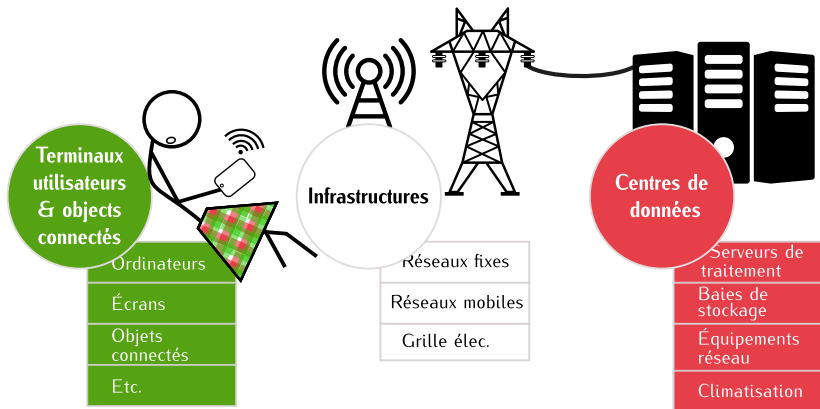 Terminaux
utilisateurs
& objects
connectés
Ordinateurs
Écrans
Objets
connectés
Etc.
Infrastructures
Réseaux fixes
Réseaux mobiles
Grille élec.
Centres de
données
Serveurs de
traitement
Baies de
stockage
Équipements
réseau
Climatisation